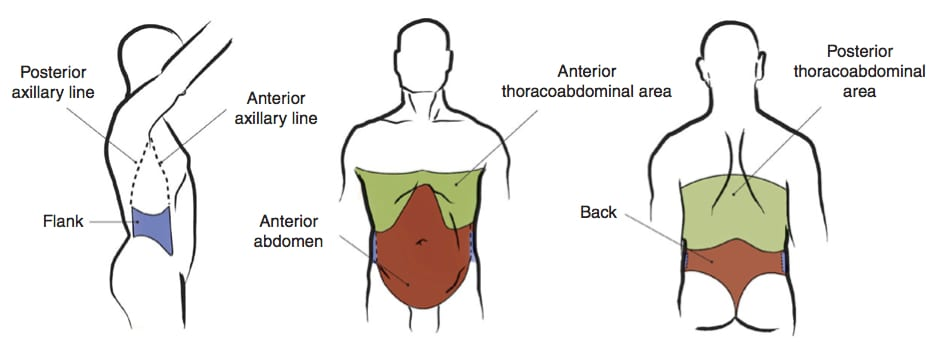 Posterior
axillary line
Anterior
axillary line
Flank
Anterior
thoracoabdominal area
Anterior
abdomen
Posterior
thoracoabdominal
area
Back